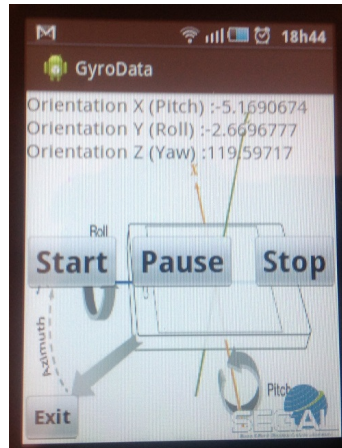 18h44
GyroData
Orientation X (Pitch) :-5.1690674
Orientation Y (Roll) :-2.6696777
Orientation Z (Yaw) :119.59717
X
Roll
Start Pause Stop
Azimuth
Pitch
Exit
SEGAL